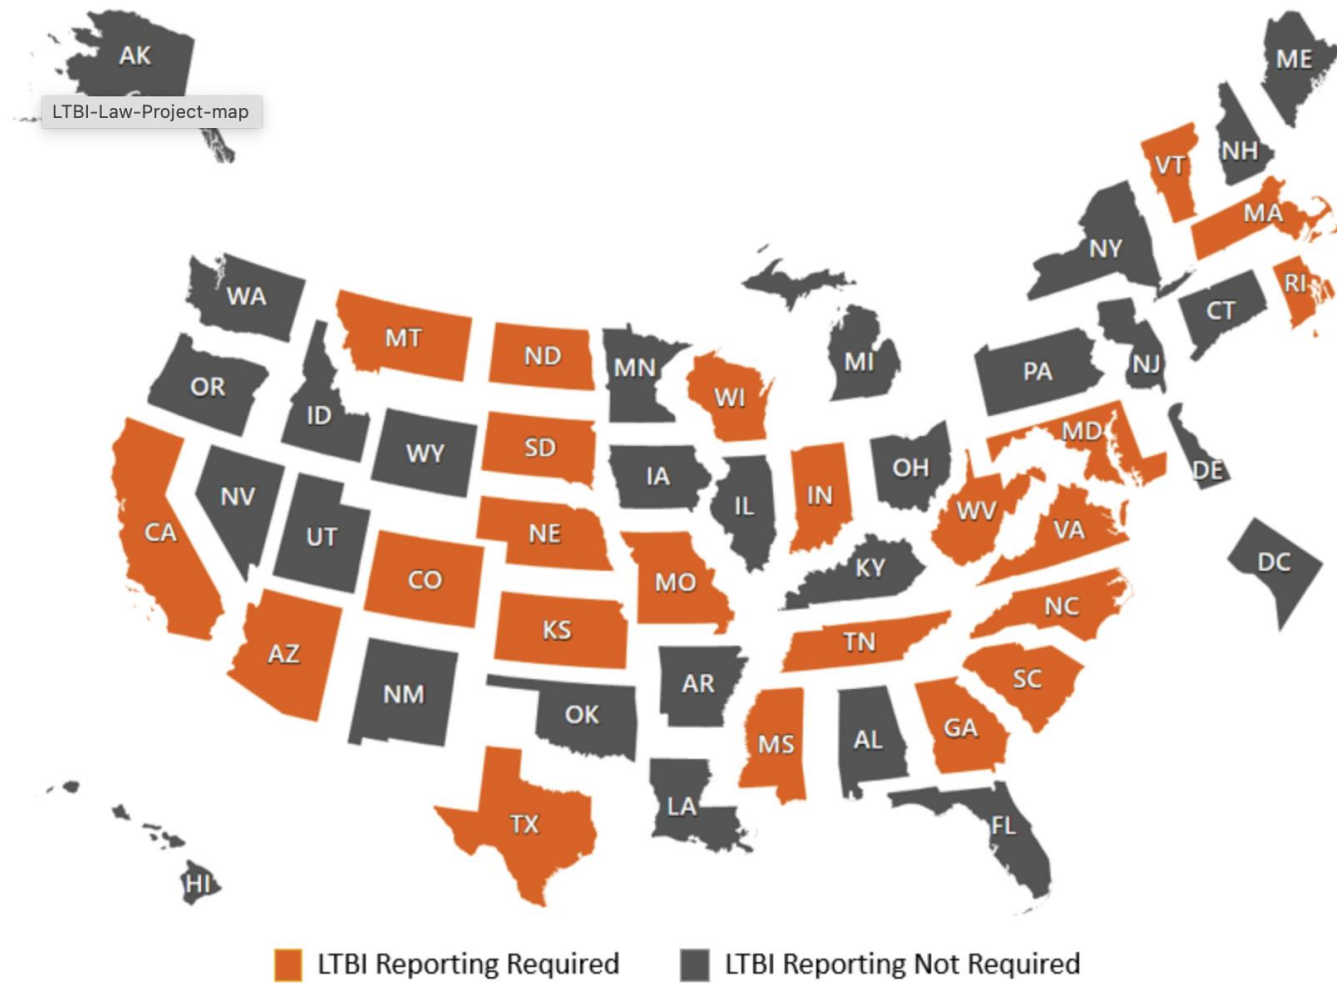 AK
LTBI-Law-Project-map
ME
VT
NH
MA
NY
RI
WA
CT
MT
ND
MN
MI
NJ
PA
OR
ID
WI
WY
SD
MD
IA
OH
DE
NV
IL
IN
WV
CA
UT
NE
VA
DC
CO
MO
KY
NC
KS
TN
AZ
SC
NM
AR
OK
MS
AL
GA
LA
TX
FL
HI
LTBI Reporting Required
LTBI Reporting Not Required